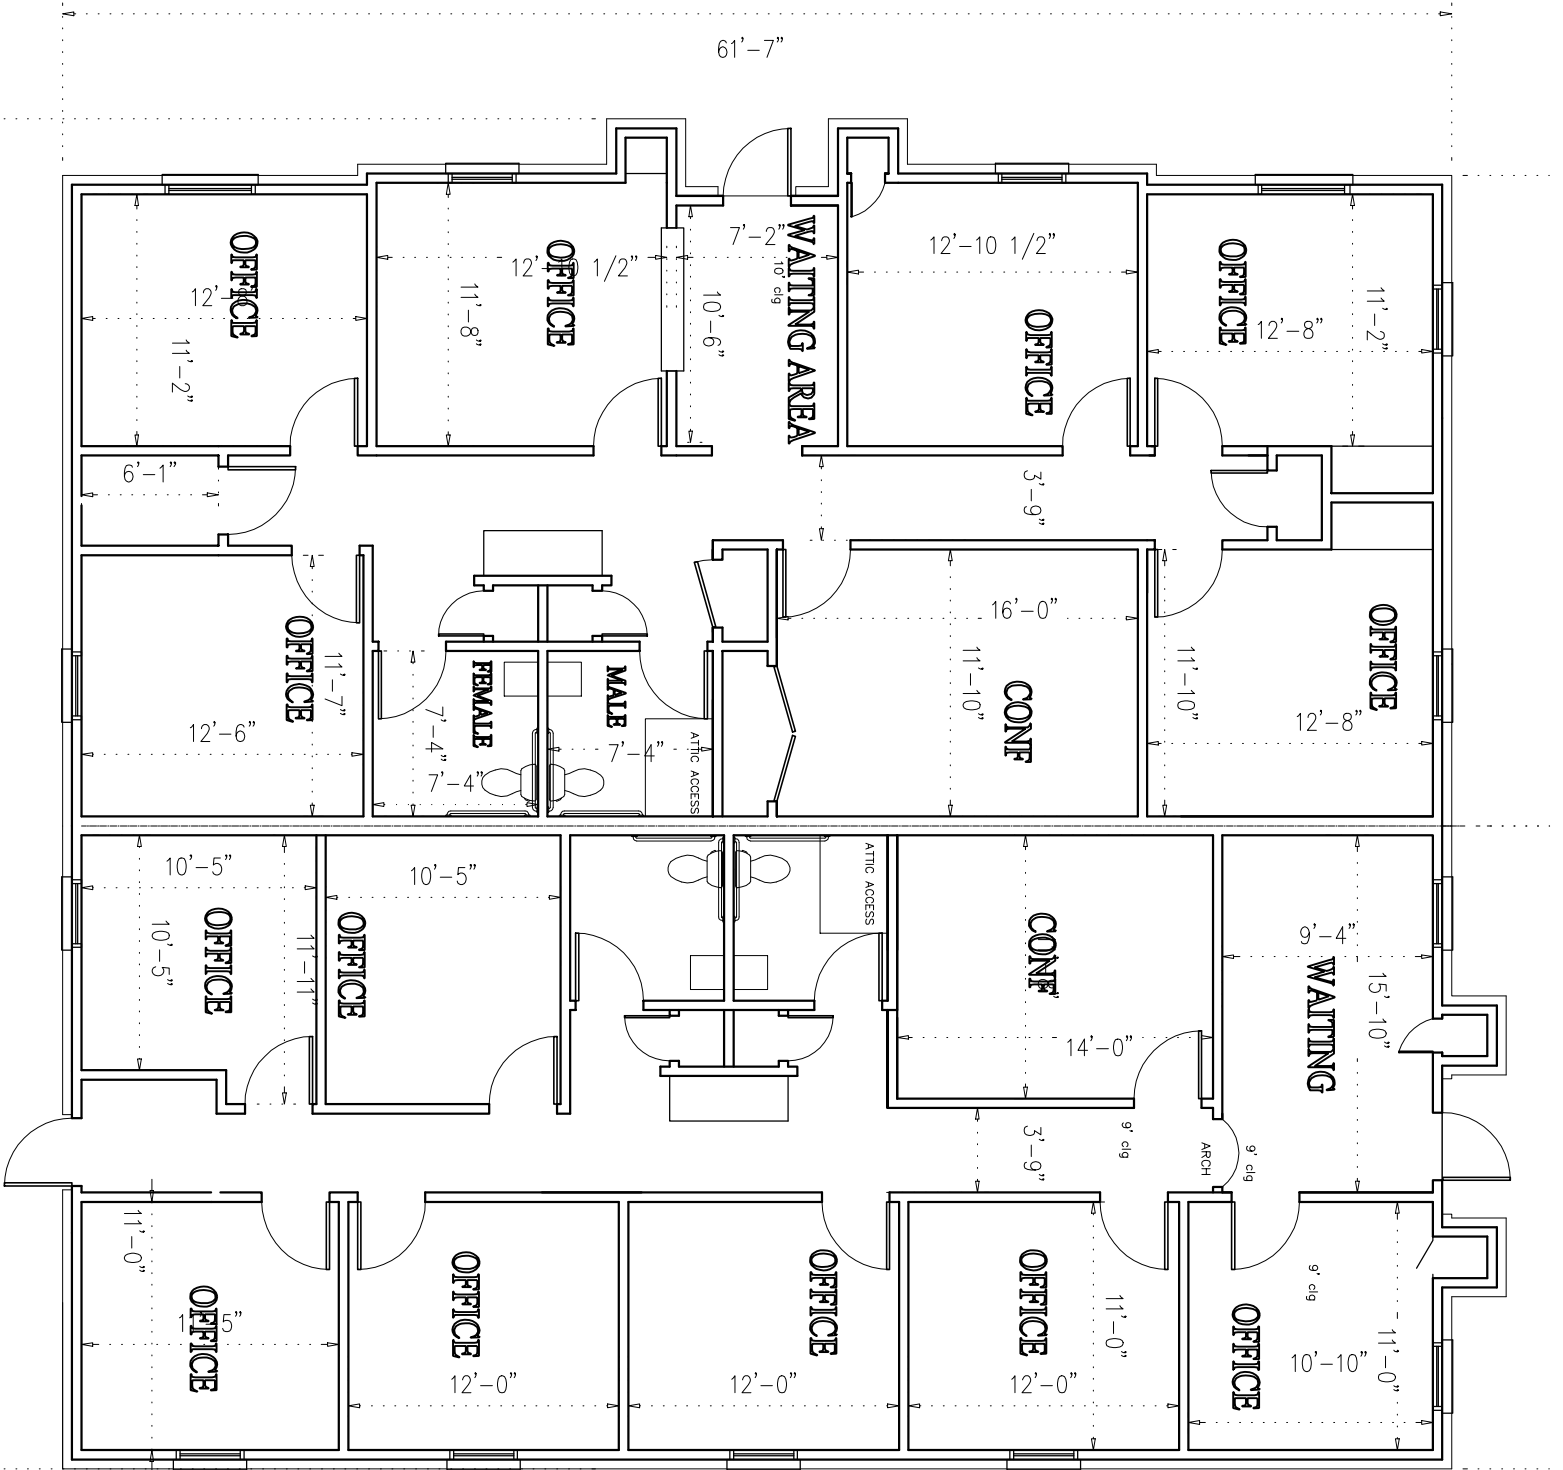 61'-7"
OFFICE
12'-8"
11'-2"
OFFICE
12'-10 1/2"
11'-8"
7'-2"
WAITING AREA
10' clg
10'-6"
12'-10 1/2"
OFFICE
OFFICE
12'-8"
11'-2"
6'-1"
3'-9"
OFFICE
11'-7"
12'-6"
FEMALE
7'-4"
7'-4"
MALE
7'-4"
ATTIC ACCESS
16'-0"
11'-10"
CONF
11'-10"
OFFICE
12'-8"
10'-5"
10'-5"
OFFICE
11'-11"
10'-5"
OFFICE
ATTIC ACCESS
CONF
14'-0"
9'-4"
WAITING
15'-10"
3'-9"
9' clg
ARCH
9' clg
11'-0"
OFFICE
OFFICE
12'-0"
OFFICE
12'-0"
OFFICE
11'-0"
12'-0"
9' clg
OFFICE
10'-10"
11'-0"